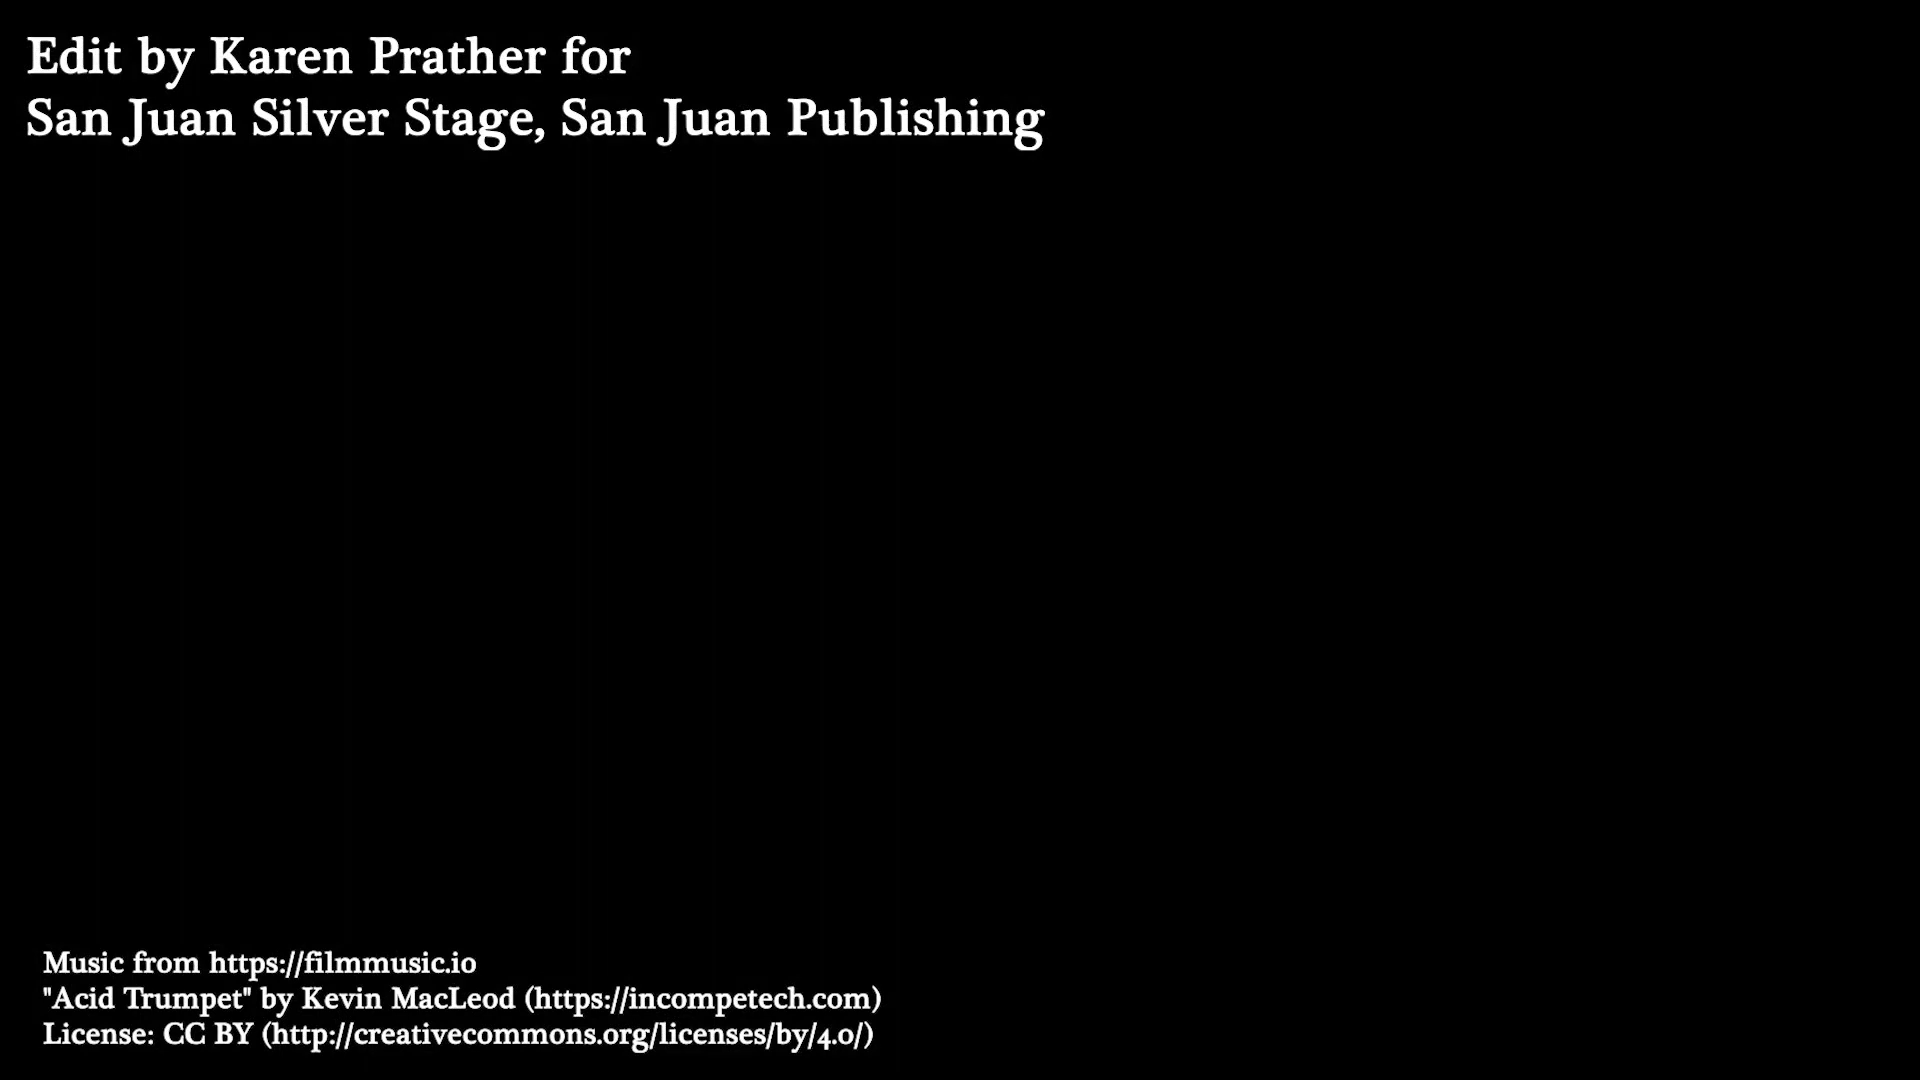 Edit by Karen Prather for
San Juan Silver Stage, San Juan Publishing
Music from https://filmmusic.io
"Acid Trumpet" by Kevin MacLeod (https://incompetech.com)
License: CC BY (http://creativecommons.org/licenses/by/4.0/)